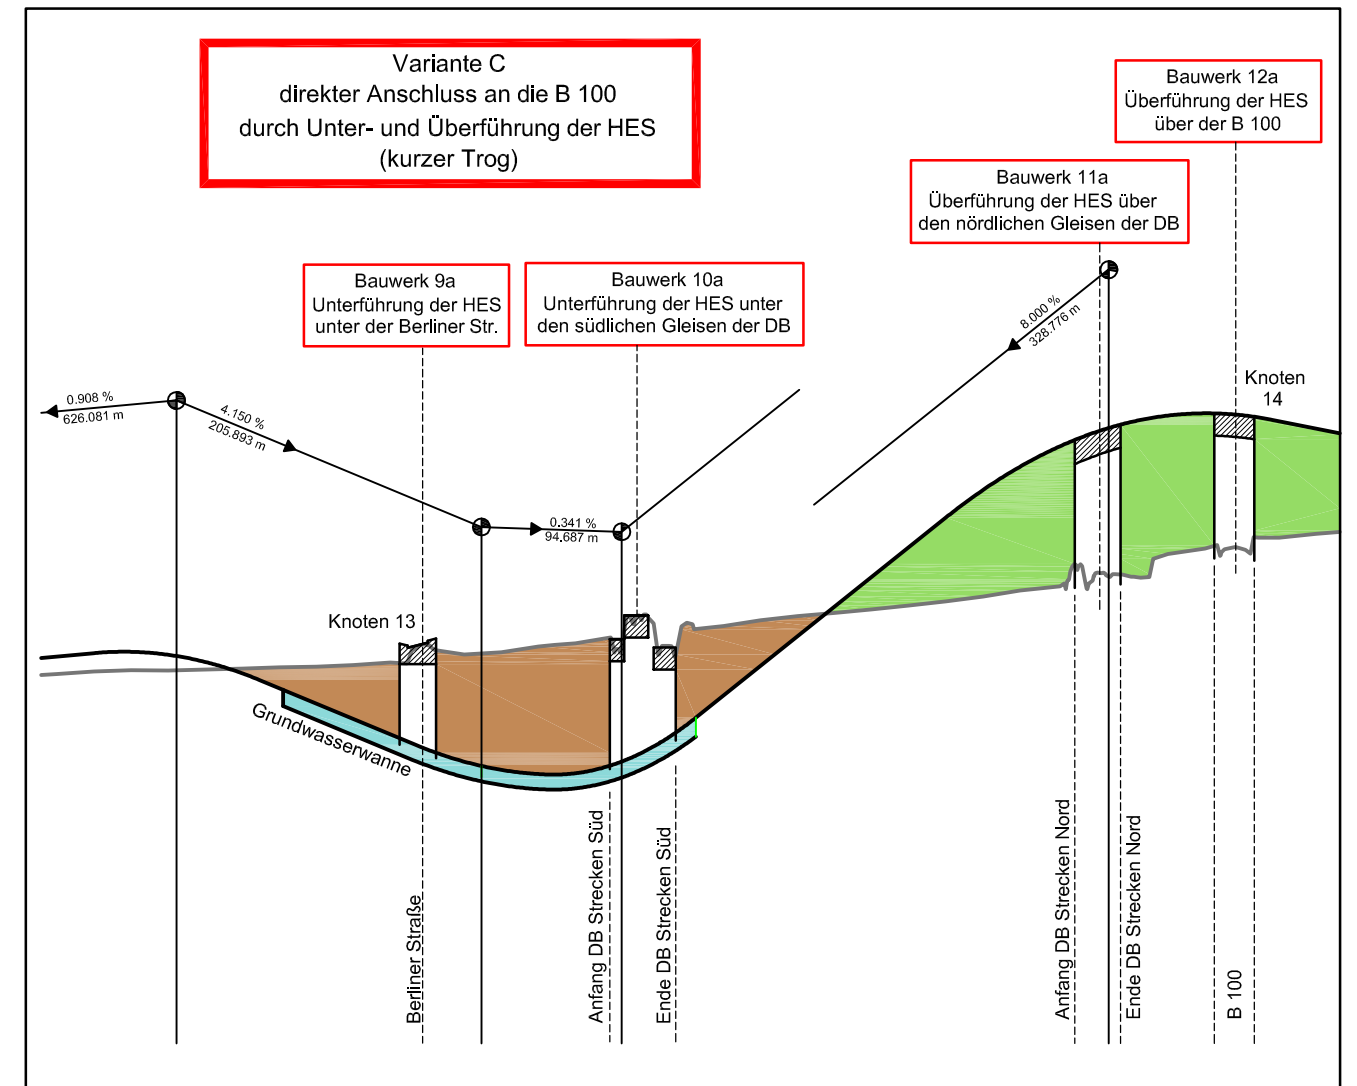 Variante C
direkter Anschluss an die B 100
durch Unter- und Überführung der HES
(kurzer Trog)
Bauwerk 12a
Überführung der HES
über der B 100
Bauwerk 11a
Überführung der HES über
den nördlichen Gleisen der DB
Bauwerk 9a
Unterführung der HES
unter der Berliner Str.
Bauwerk 10a
Unterführung der HES unter
den südlichen Gleisen der DB
8.000 %
328.776 m
0.908 %
626.081 m
4.150 %
205.893 m
0.341 %
94.687 m
Knoten
14
Knoten 13
Grundwasserwanne
Berliner Straße
Anfang DB Strecken Süd
Ende DB Strecken Süd
Anfang DB Strecken Nord
Ende DB Strecken Nord
B 100